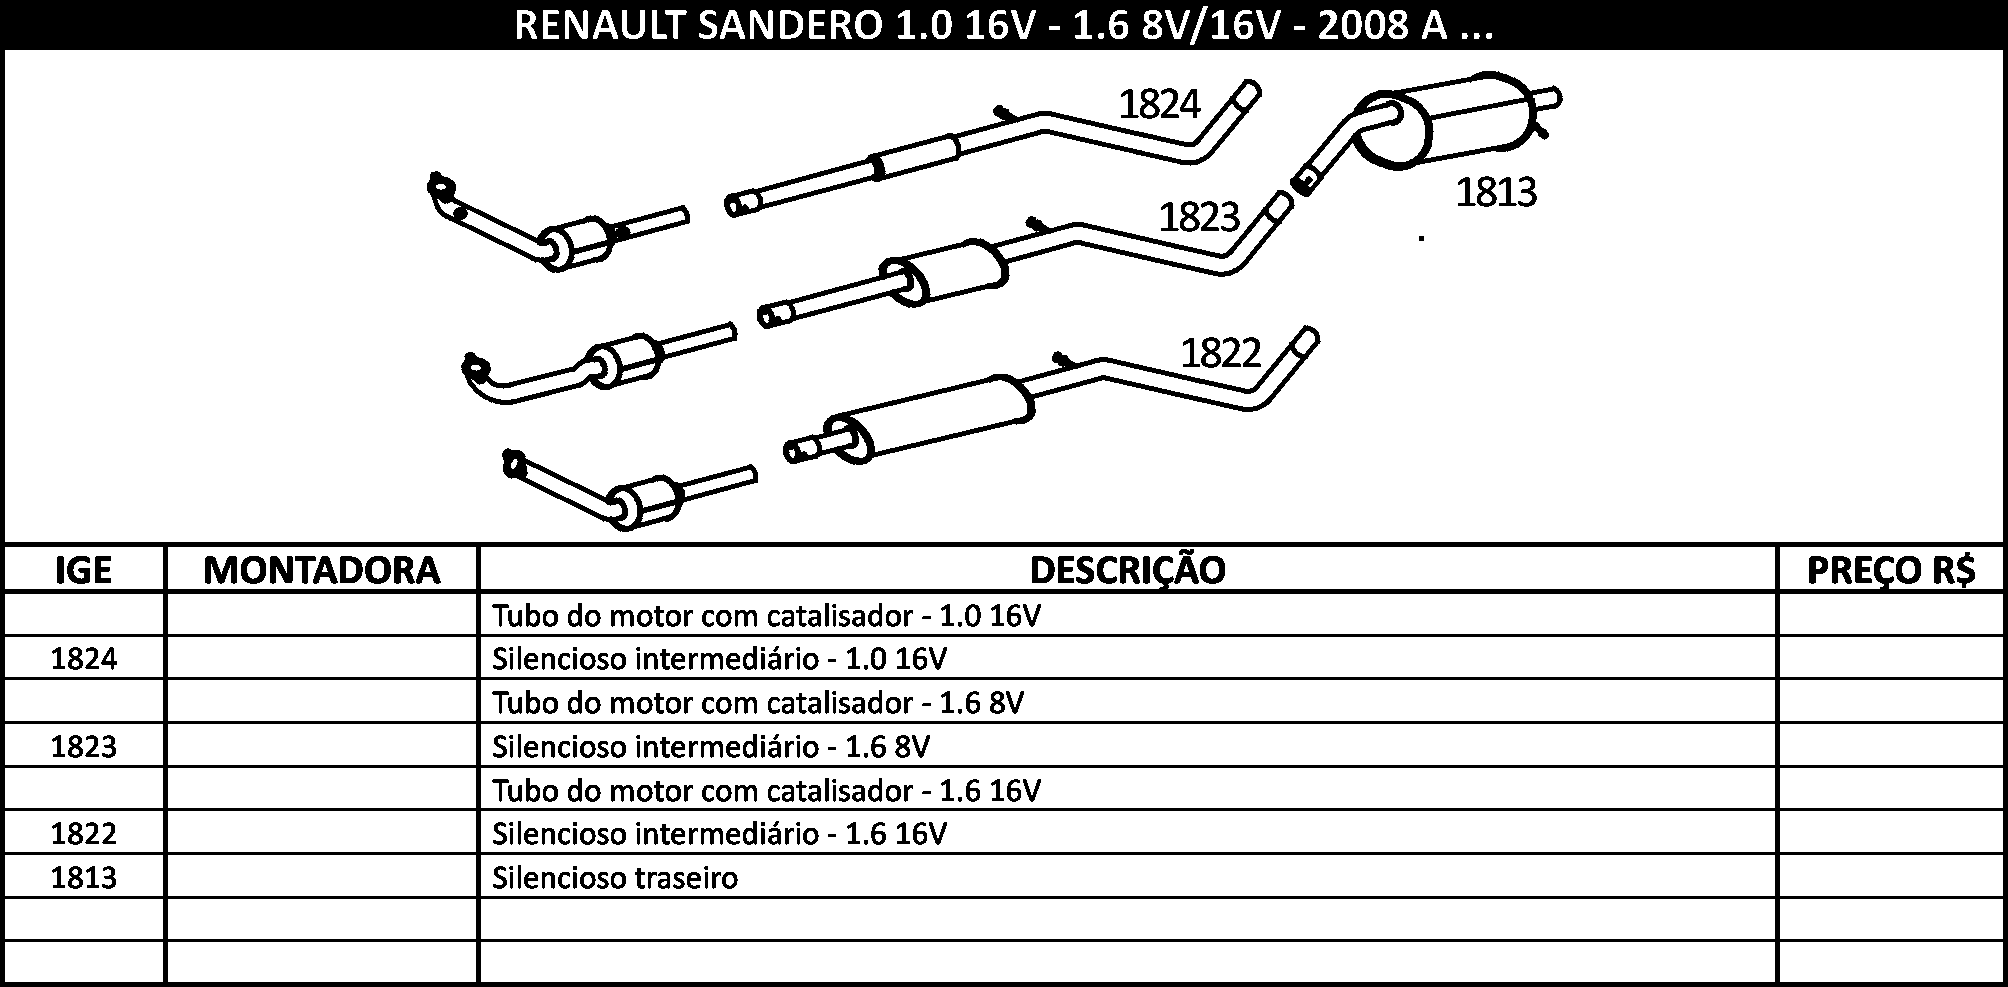 RENAULT SANDERO 1.0 16V - 1.6 8V/16V - 2008 A ...
1824
1813
1823
1822
IGE MONTADORA DESCRIÇÃO PREÇO R$
Tubo do motor com catalisador - 1.0 16V
1824 Silencioso intermediário - 1.0 16V
Tubo do motor com catalisador - 1.6 8V
1823 Silencioso intermediário - 1.6 8V
Tubo do motor com catalisador - 1.6 16V
1822 Silencioso intermediário - 1.6 16V
1813 Silencioso traseiro